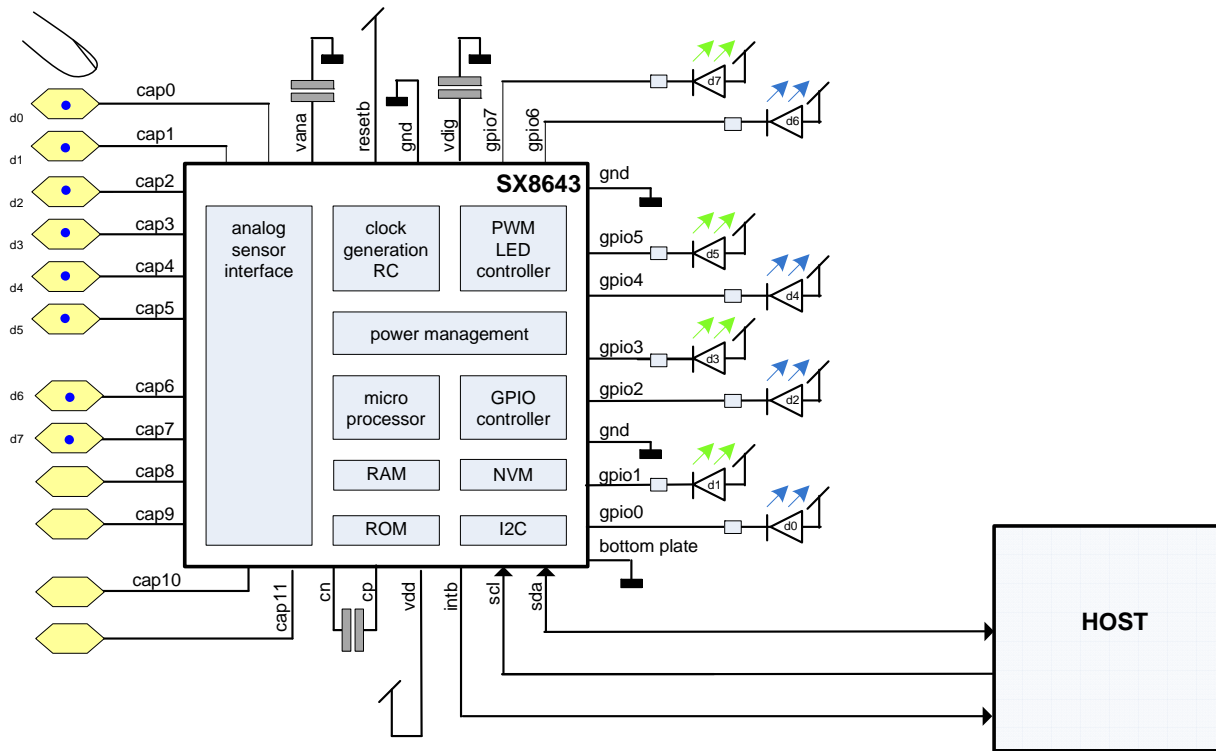 cap0
d0
cap1
d1
cap2
d2
cap3
d3
cap4
d4
cap5
d5
cap6
d6
cap7
d7
cap8
cap9
cap10
cap11
vana
resetb
gnd
vdig
gpio7
gpio6
d7
d6
SX8643
gnd
analog
sensor
interface
clock
generation
RC
PWM
LED
controller
power management
micro
processor
GPIO
controller
RAM
NVM
ROM
I2C
gpio5
d5
gpio4
d4
gpio3
d3
gpio2
d2
gnd
gpio1
d1
gpio0
d0
bottom plate
cn
cp
vdd
intb
scl
sda
HOST